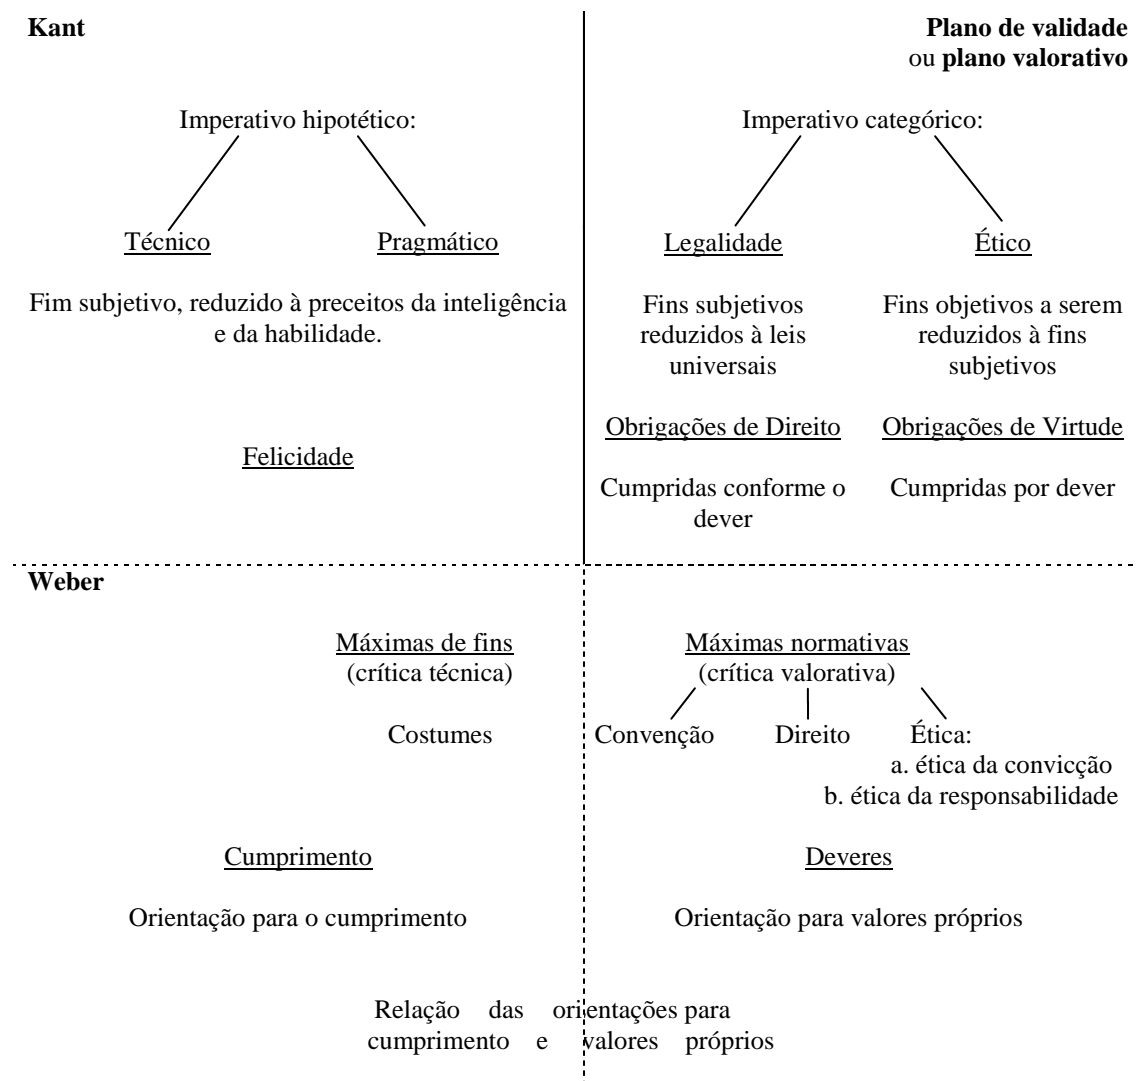 Kant
Plano de validade
ou plano valorativo
Imperativo hipotético:
Imperativo categórico:
Técnico
Pragmático
Legalidade
Ético
Fim subjetivo, reduzido à preceitos da inteligência
e da habilidade.
Fins subjetivos
reduzidos à leis
universais
Fins objetivos a serem
reduzidos à fins
subjetivos
Felicidade
Obrigações de Direito
Obrigações de Virtude
Cumpridas conforme o
dever
Cumpridas por dever
Weber
Máximas de fins
(crítica técnica)
Máximas normativas
(crítica valorativa)
Costumes
Convenção
Direito
Ética:
a. ética da convicção
b. ética da responsabilidade
Cumprimento
Deveres
Orientação para o cumprimento
Orientação para valores próprios
Relação das orientações para
cumprimento e valores próprios